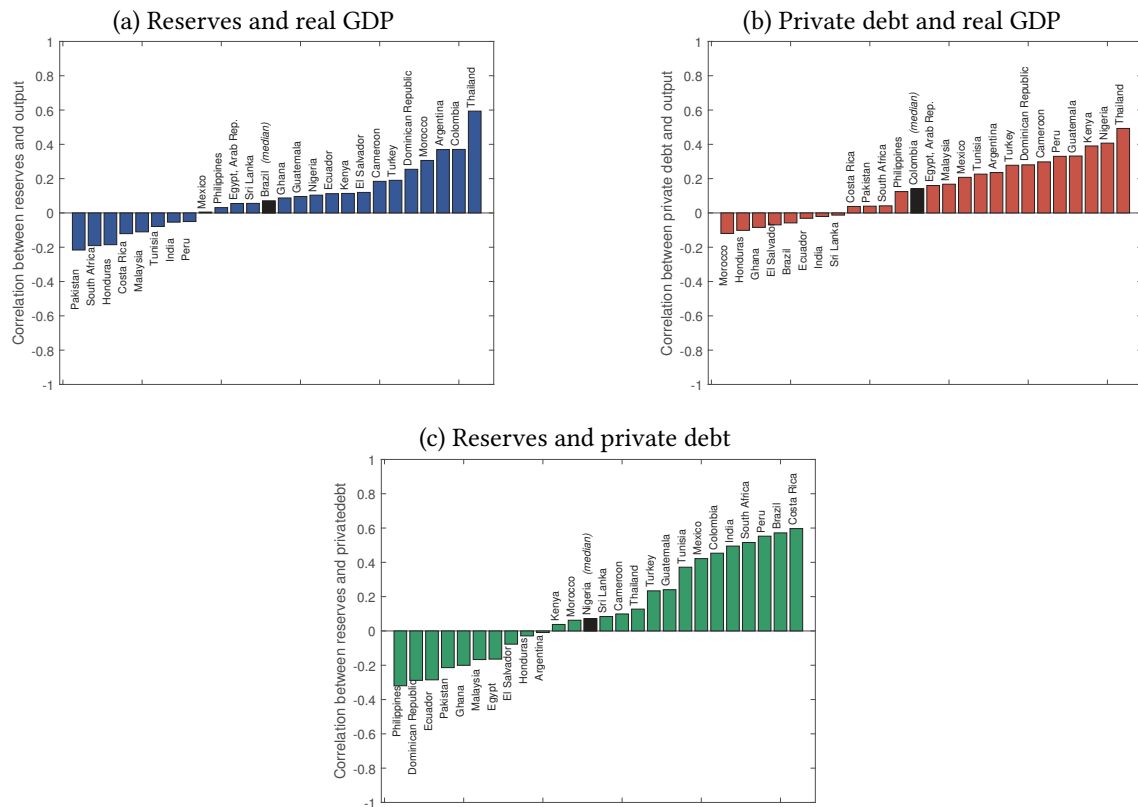 (a) Reserves and real GDP
Correlation between reserves and output
1
0.8
0.6
0.4
0.2
0
-0.2
-0.4
-0.6
-0.8
-1
Pakistan
South Africa
Honduras
Costa Rica
Malaysia
Tunisia
India
Peru
Mexico
Philippines
Egypt, Arab Rep.
Sri Lanka
Brazil (median)
Ghana
Guatemala
Nigeria
Ecuador
Kenya
El Salvador
Cameroon
Turkey
Dominican Republic
Morocco
Argentina
Colombia
Thailand
(b) Private debt and real GDP
Correlation between private debt and output
1
0.8
0.6
0.4
0.2
0
-0.2
-0.4
-0.6
-0.8
-1
Morocco
Honduras
Ghana
El Salvador
Brazil
Ecuador
India
Sri Lanka
Costa Rica
Pakistan
South Africa
Philippines
Colombia (median)
Egypt, Arab Rep.
Malaysia
Mexico
Tunisia
Argentina
Turkey
Dominican Republic
Cameroon
Peru
Guatemala
Kenya
Nigeria
Thailand
(c) Reserves and private debt
Correlation between reserves and privatedebt
1
0.8
0.6
0.4
0.2
0
-0.2
-0.4
-0.6
-0.8
-1
Philippines
Dominican Republic
Ecuador
Pakistan
Ghana
Malaysia
Egypt
El Salvador
Honduras
Argentina
Kenya
Morocco
Nigeria (median)
Sri Lanka
Cameroon
Thailand
Turkey
Guatemala
Tunisia
Mexico
Colombia
India
South Africa
Peru
Brazil
Costa Rica